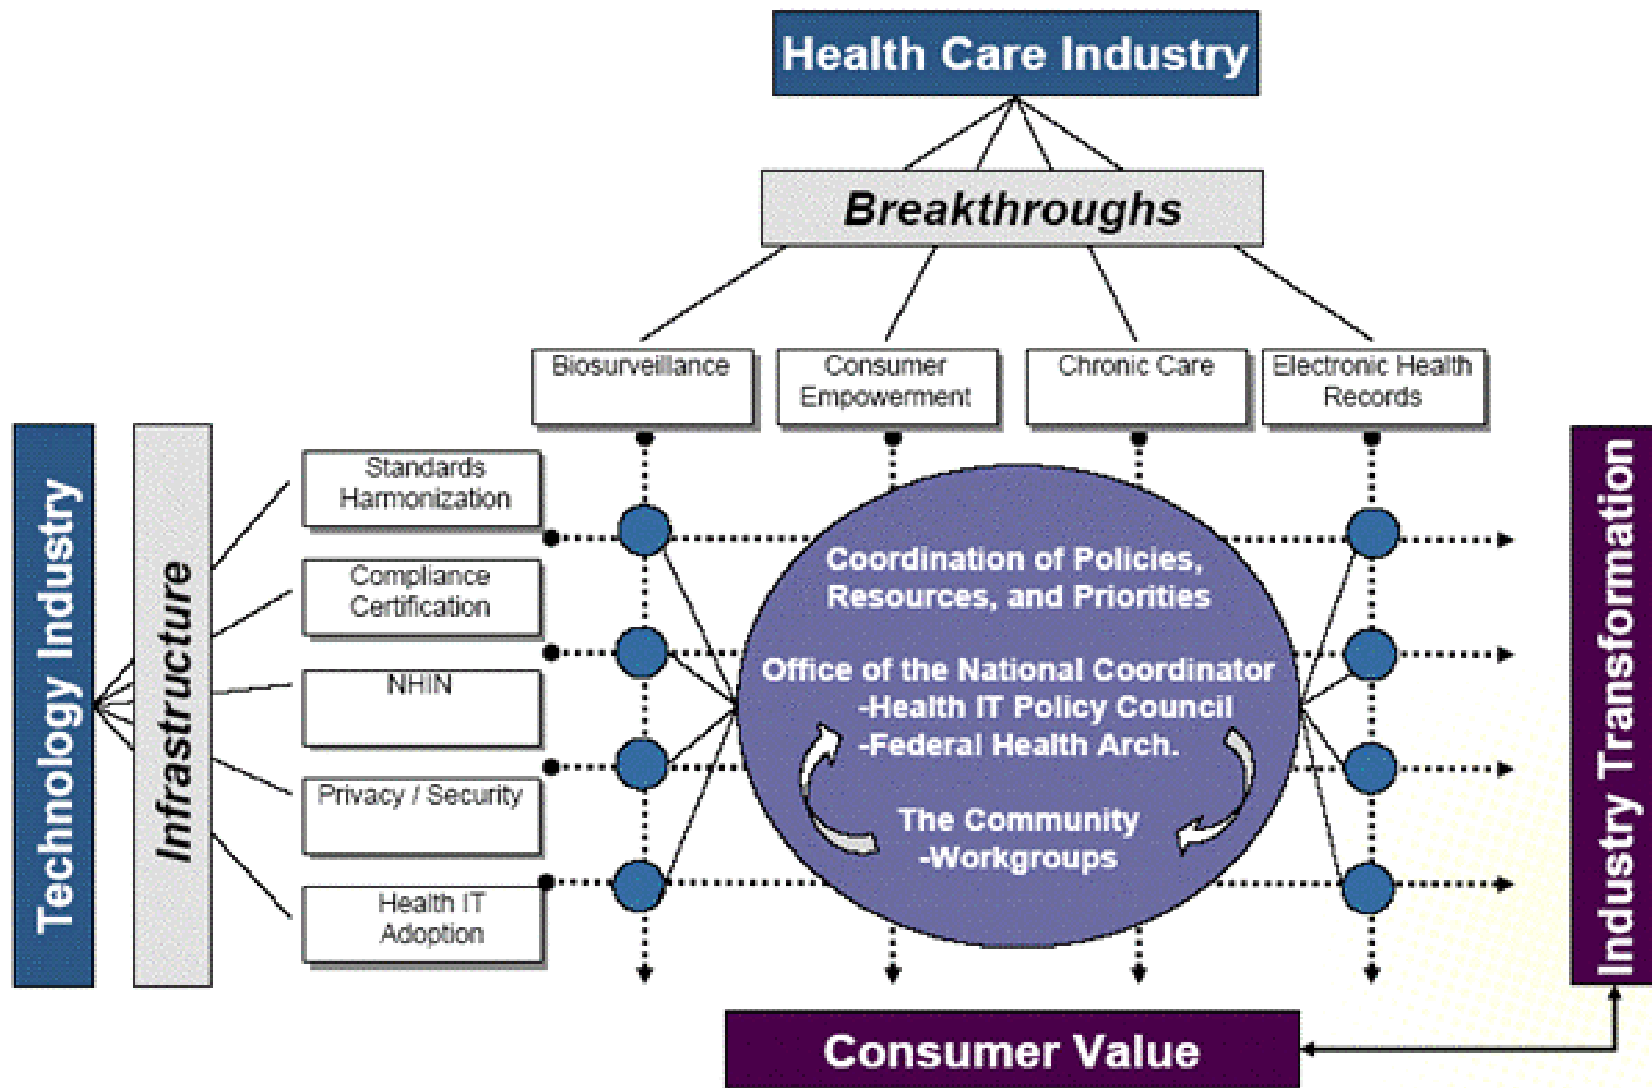 Health Care Industry
Breakthroughs
Biosurveillance
Consumer
Empowerment
Chronic Care
Electronic Health
Records
Technology Industry
Infrastructure
Standards
Harmonization
Compliance
Certification
NHIN
Privacy / Security
Health IT
Adoption
Coordination of Policies,
Resources, and Priorities
Office of the National Coordinator
-Health IT Policy Council
-Federal Health Arch.
The Community
-Workgroups
Industry Transformation
Consumer Value